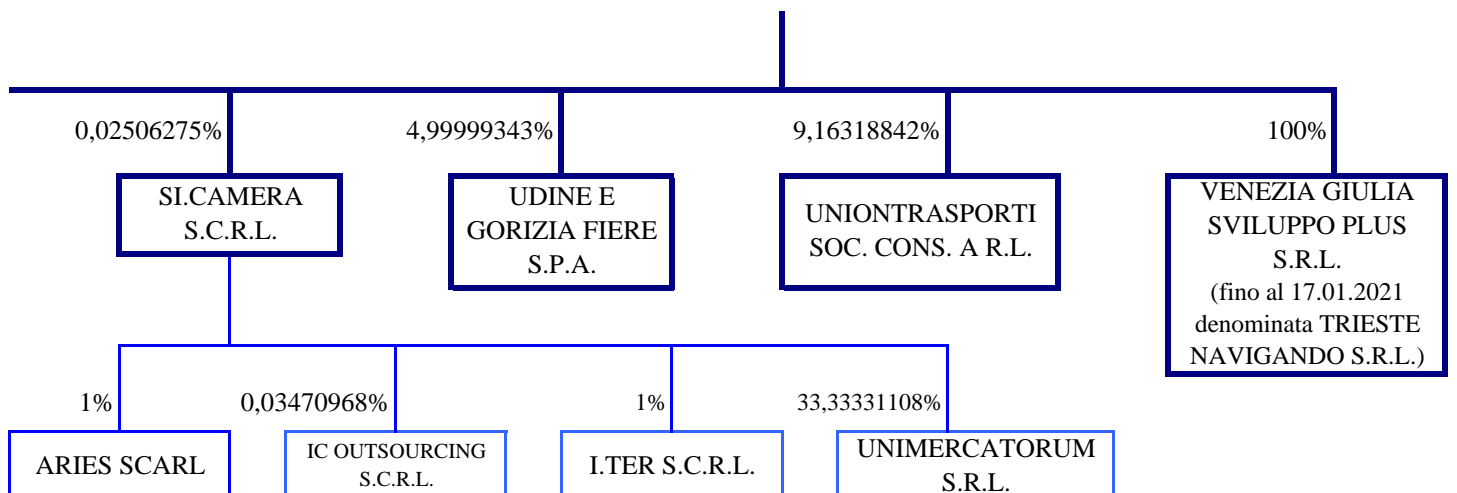 0,02506275%
4,99999343%
9,16318842%
100%
SI.CAMERA
S.C.R.L.
UDINE E
GORIZIA FIERE
S.P.A.
UNIONTRASPORTI
SOC. CONS. A R.L.
VENEZIA GIULIA
SVILUPPO PLUS
S.R.L.
(fino al 17.01.2021
denominata TRIESTE
NAVIGANDO S.R.L.)
1%
0,03470968%
1%
33,33331108%
ARIES SCARL
IC OUTSOURCING
S.C.R.L.
I.TER S.C.R.L.
UNIMERCATORUM
S.R.L.